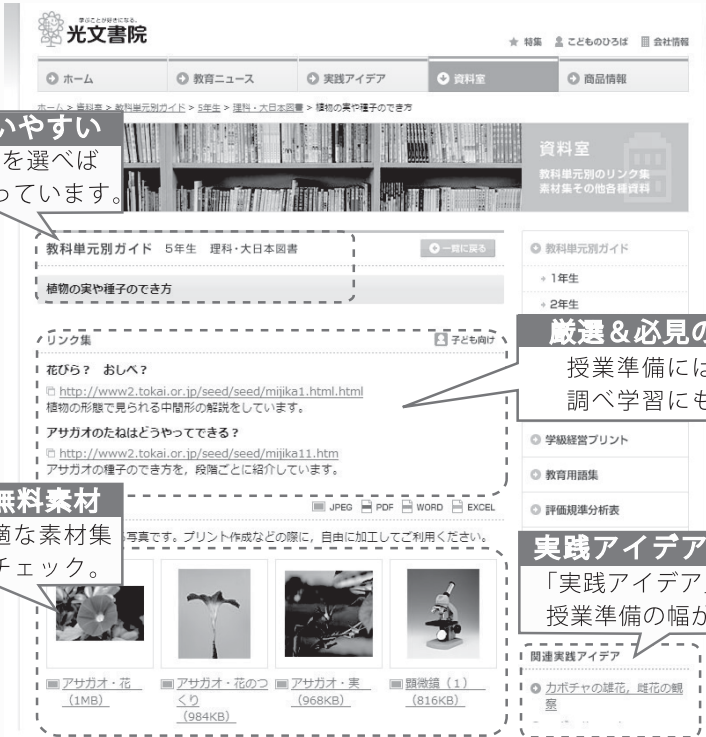 学ぶことが好きになる。
光文書院
特集 こどものひろば 会社情報
ホーム 教育ニュース 実践アイデア 資料室 商品情報
ホーム > 資料室 > 教科単元別ガイド > 5年生 > 理科・大日本図書 > 植物の実や種子のでき方
いやすい
を選べば
っています。
資料室
教科単元別のリンク集
素材集その他各種資料
教科単元別ガイド 5年生 理科・大日本図書
一覧に戻る
植物の実や種子のでき方
教科単元別ガイド
1年生
2年生
リンク集 子ども向け
花びら? おしべ?
http://www2.tokai.or.jp/seed/seed/mijika1.html.html
植物の形態で見られる中間形の解説をしています。
アサガオのたねはどうやってできる?
http://www2.tokai.or.jp/seed/seed/mijika11.htm
アサガオの種子のでき方を,段階ごとに紹介しています。
厳選&必見の
授業準備には
調べ学習にも
学級経営プリント
教育用語集
評価規準分析表
JPEG PDF WORD EXCEL
無料素材
適な素材集
チェック。
写真です。プリント作成などの際に,自由に加工してご利用ください。
アサガオ・花
(1MB)
アサガオ・花のつ
くり
(984KB)
アサガオ・実
(968KB)
顕微鏡(1)
(816KB)
実践アイデア
「実践アイデア」
授業準備の幅が
関連実践アイデア
カボチャの雄花,雌花の観
察